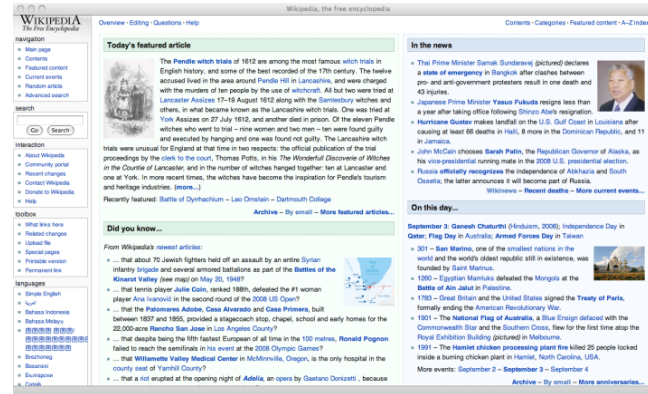 Wikipedia, the free encyclopedia
WIKIPEDIA
The Free Encyclopedia
navigation
Main page
Contents
Featured content
Current events
Random article
Advanced search
search
Go Search
interaction
About Wikipedia
Community portal
Recent changes
Contact Wikipedia
Donate to Wikipedia
Help
toolbox
What links here
Related changes
Upload file
Special pages
Printable version
Permanent link
languages
Simple English
العربية
Bahasa Indonesia
Bahasa Melayu
Brezhoneg
Bosanski
Български
Català
Overview · Editing · Questions · Help
Contents · Categories · Featured content · A–Z index
Today's featured article
The Pendle witch trials of 1612 are among the most famous witch trials in
English history, and some of the best recorded of the 17th century. The twelve
accused lived in the area around Pendle Hill in Lancashire, and were charged
with the murders of ten people by the use of witchcraft. All but two were tried at
Lancaster Assizes 17–19 August 1612 along with the Samlesbury witches and
others, in what became known as the Lancashire witch trials. One was tried at
York Assizes on 27 July 1612, and another died in prison. Of the eleven Pendle
witches who went to trial – nine women and two men – ten were found guilty
and executed by hanging and one was found not guilty. The Lancashire witch
trials were unusual for England at that time in two respects: the official publication of the trial
proceedings by the clerk to the court, Thomas Potts, in his The Wonderfull Discoverie of Witches
in the Countie of Lancaster, and in the number of witches hanged together: ten at Lancaster and
one at York. In more recent times, the witches have become the inspiration for Pendle's tourism
and heritage industries. (more...)
Recently featured: Battle of Dyrrhachium – Leo Ornstein – Dartmouth College
Archive – By email – More featured articles...
Did you know...
From Wikipedia's newest articles:
... that about 70 Jewish fighters held off an assault by an entire Syrian
infantry brigade and several armored battalions as part of the Battles of the
Kinarot Valley (see map) on May 20, 1948?
... that tennis player Julie Coin, ranked 188th, defeated the #1 woman
player Ana Ivanović in the second round of the 2008 US Open?
... that the Palomares Adobe, Casa Alvarado and Casa Primera, built
between 1837 and 1855, provided a stagecoach stop, chapel, school and early homes for the
22,000-acre Rancho San Jose in Los Angeles County?
... that despite being the fifth fastest European of all time in the 100 metres, Ronald Pognon
failed to reach the semifinals in his event at the 2008 Olympic Games?
... that Willamette Valley Medical Center in McMinnville, Oregon, is the only hospital in the
county seat of Yamhill County?
... that a riot erupted at the opening night of Adelia, an opera by Gaetano Donizetti , because
In the news
Thai Prime Minister Samak Sundaravej (pictured) declares
a state of emergency in Bangkok after clashes between
pro- and anti-government protesters result in one death and
43 injuries.
Japanese Prime Minister Yasuo Fukuda resigns less than
a year after taking office following Shinzo Abe's resignation.
Hurricane Gustav makes landfall on the U.S. Gulf Coast in Louisiana after
causing at least 66 deaths in Haiti, 8 more in the Dominican Republic, and 11
in Jamaica.
John McCain chooses Sarah Palin, the Republican Governor of Alaska, as
his vice-presidential running mate in the 2008 U.S. presidential election.
Russia officially recognizes the independence of Abkhazia and South
Ossetia; the latter announces it will become part of Russia.
Wikinews – Recent deaths – More current events...
On this day...
September 3: Ganesh Chaturthi (Hinduism, 2008); Independence Day in
Qatar; Flag Day in Australia; Armed Forces Day in Taiwan
301 – San Marino, one of the smallest nations in the
world and the world's oldest republic still in existence, was
founded by Saint Marinus.
1260 – Egyptian Mamluks defeated the Mongols at the
Battle of Ain Jalut in Palestine.
1783 – Great Britain and the United States signed the Treaty of Paris,
formally ending the American Revolutionary War.
1901 – The National Flag of Australia, a Blue Ensign defaced with the
Commonwealth Star and the Southern Cross, flew for the first time atop the
Royal Exhibition Building (pictured) in Melbourne.
1991 – The Hamlet chicken processing plant fire killed 25 people locked
inside a burning chicken plant in Hamlet, North Carolina, USA.
More events: September 2 – September 3 – September 4
Archive – By email – More anniversaries...